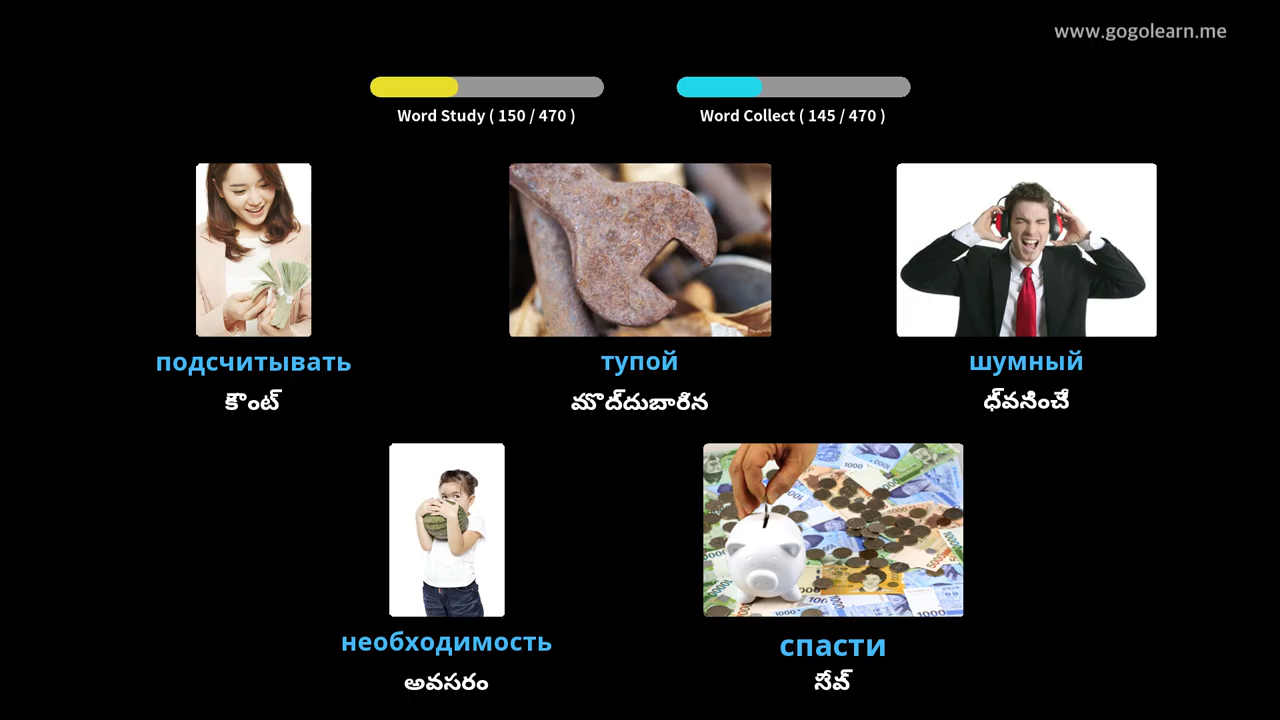 www.gogolearn.me
Word Study ( 150 / 470 )
Word Collect ( 145 / 470 )
подсчитывать
тупой
шумный
కౌంట్
మొద్దుబారిన
ధ్వనించే
необходимость
спасти
అవసరం
సేవ్